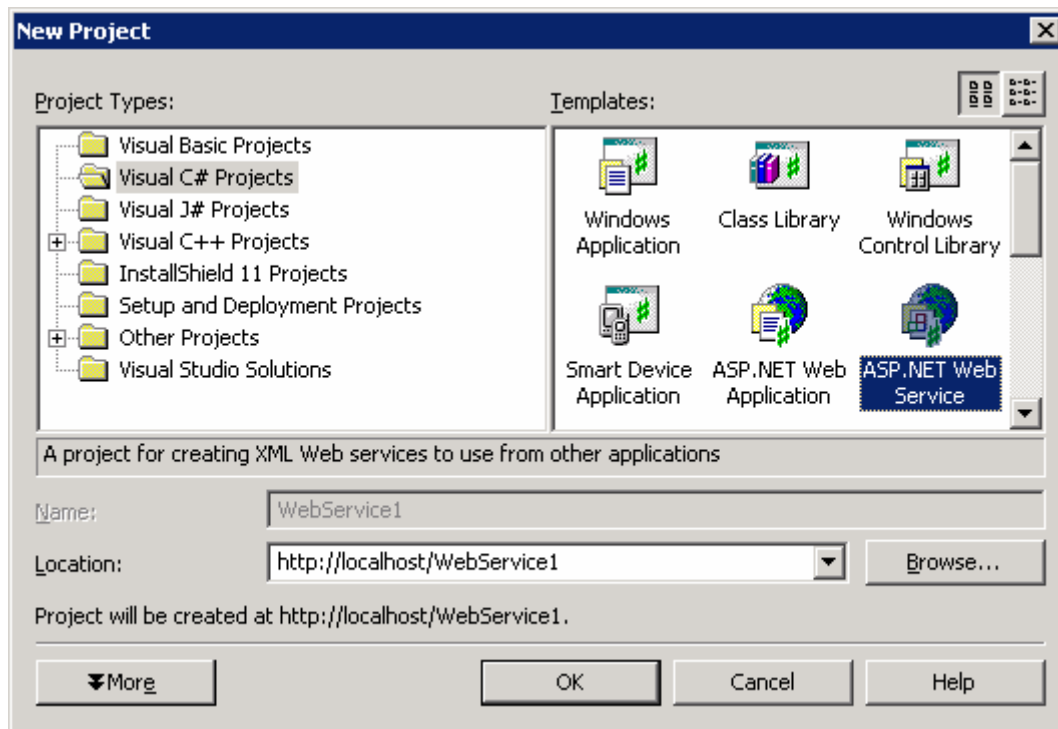 New Project
Project Types:
Templates:
Visual Basic Projects
Visual C# Projects
Visual J# Projects
Visual C++ Projects
InstallShield 11 Projects
Setup and Deployment Projects
Other Projects
Visual Studio Solutions
Windows
Application
Class Library
Windows
Control Library
Smart Device
Application
ASP.NET Web
Application
ASP.NET Web
Service
A project for creating XML Web services to use from other applications
Name:
WebService1
Location:
http://localhost/WebService1
Browse...
Project will be created at http://localhost/WebService1.
More
OK
Cancel
Help